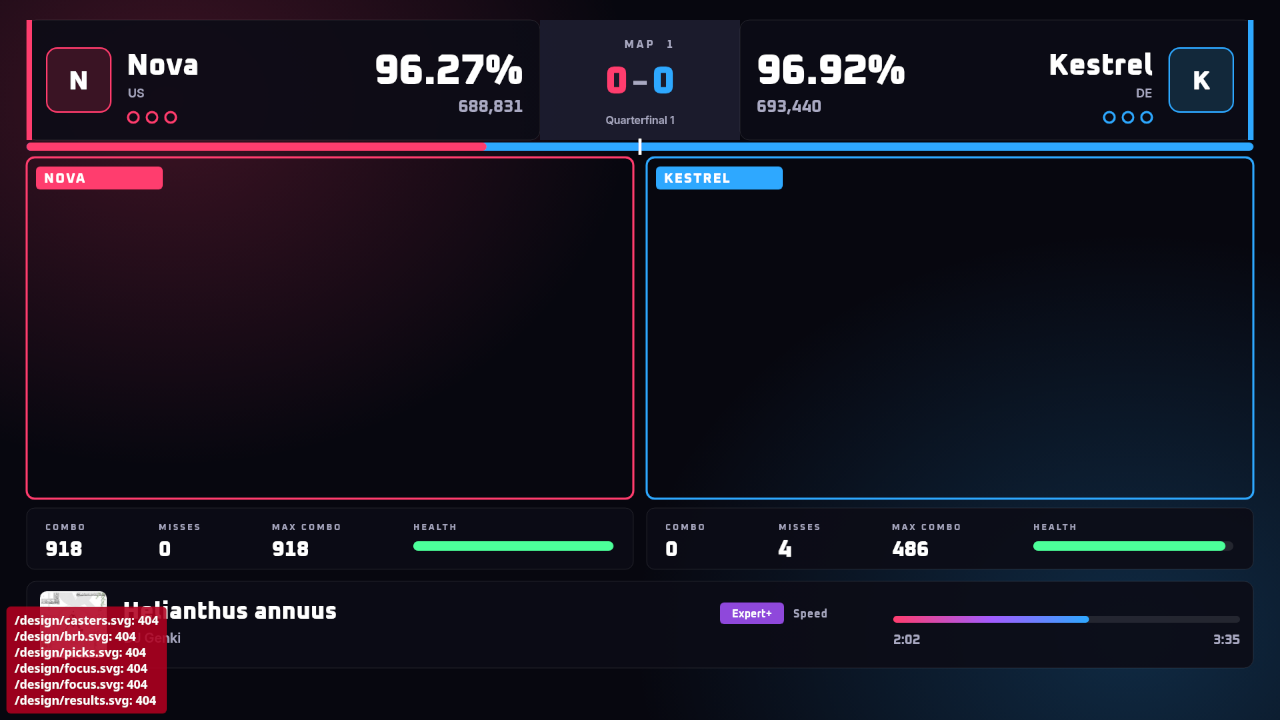 N
Nova
US
96.27%
688,831
MAP 1
0 – 0
Quarterfinal 1
96.92%
693,440
Kestrel
DE
K
NOVA
KESTREL
COMBO MISSES MAX COMBO HEALTH
918 0 918
COMBO MISSES MAX COMBO HEALTH
0 4 486
Helianthus annuus
Genki
Expert+ Speed
2:02 3:35
/design/casters.svg: 404
/design/brb.svg: 404
/design/picks.svg: 404
/design/focus.svg: 404
/design/focus.svg: 404
/design/results.svg: 404